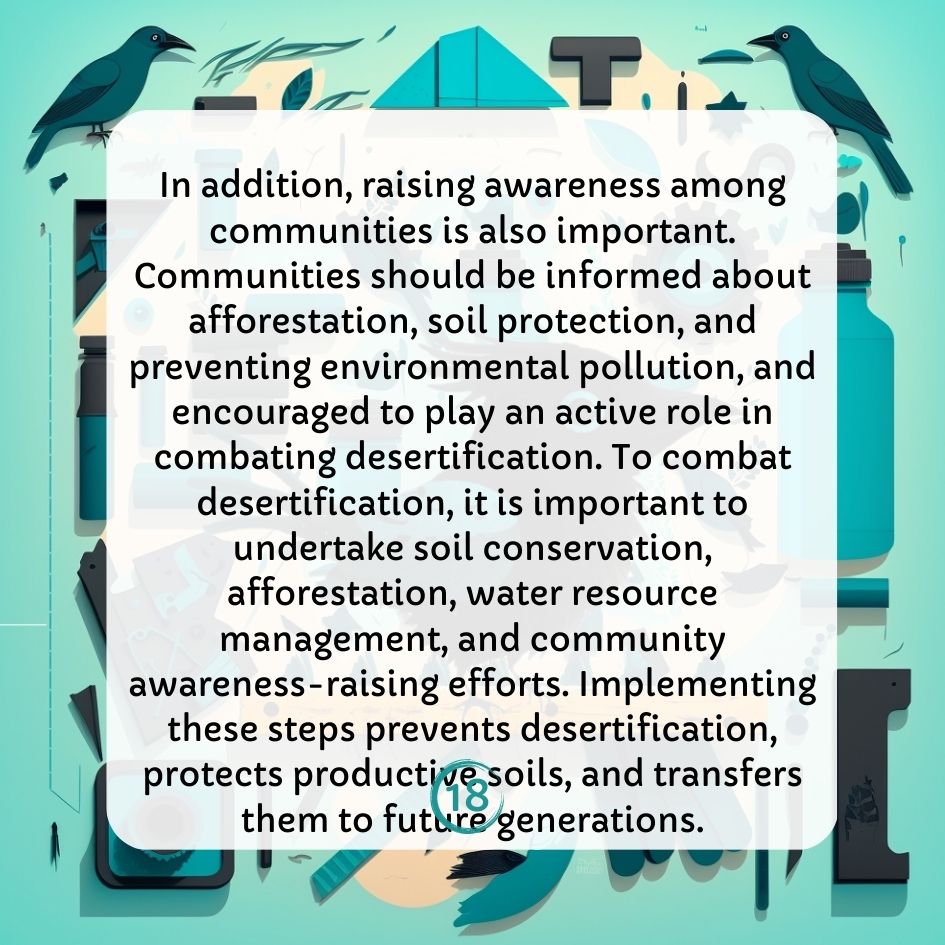 In addition, raising awareness among
communities is also important.
Communities should be informed about
afforestation, soil protection, and
preventing environmental pollution, and
encouraged to play an active role in
combating desertification. To combat
desertification, it is important to
undertake soil conservation,
afforestation, water resource
management, and community
awareness-raising efforts. Implementing
these steps prevents desertification,
protects productive soils, and transfers
18
them to future generations.